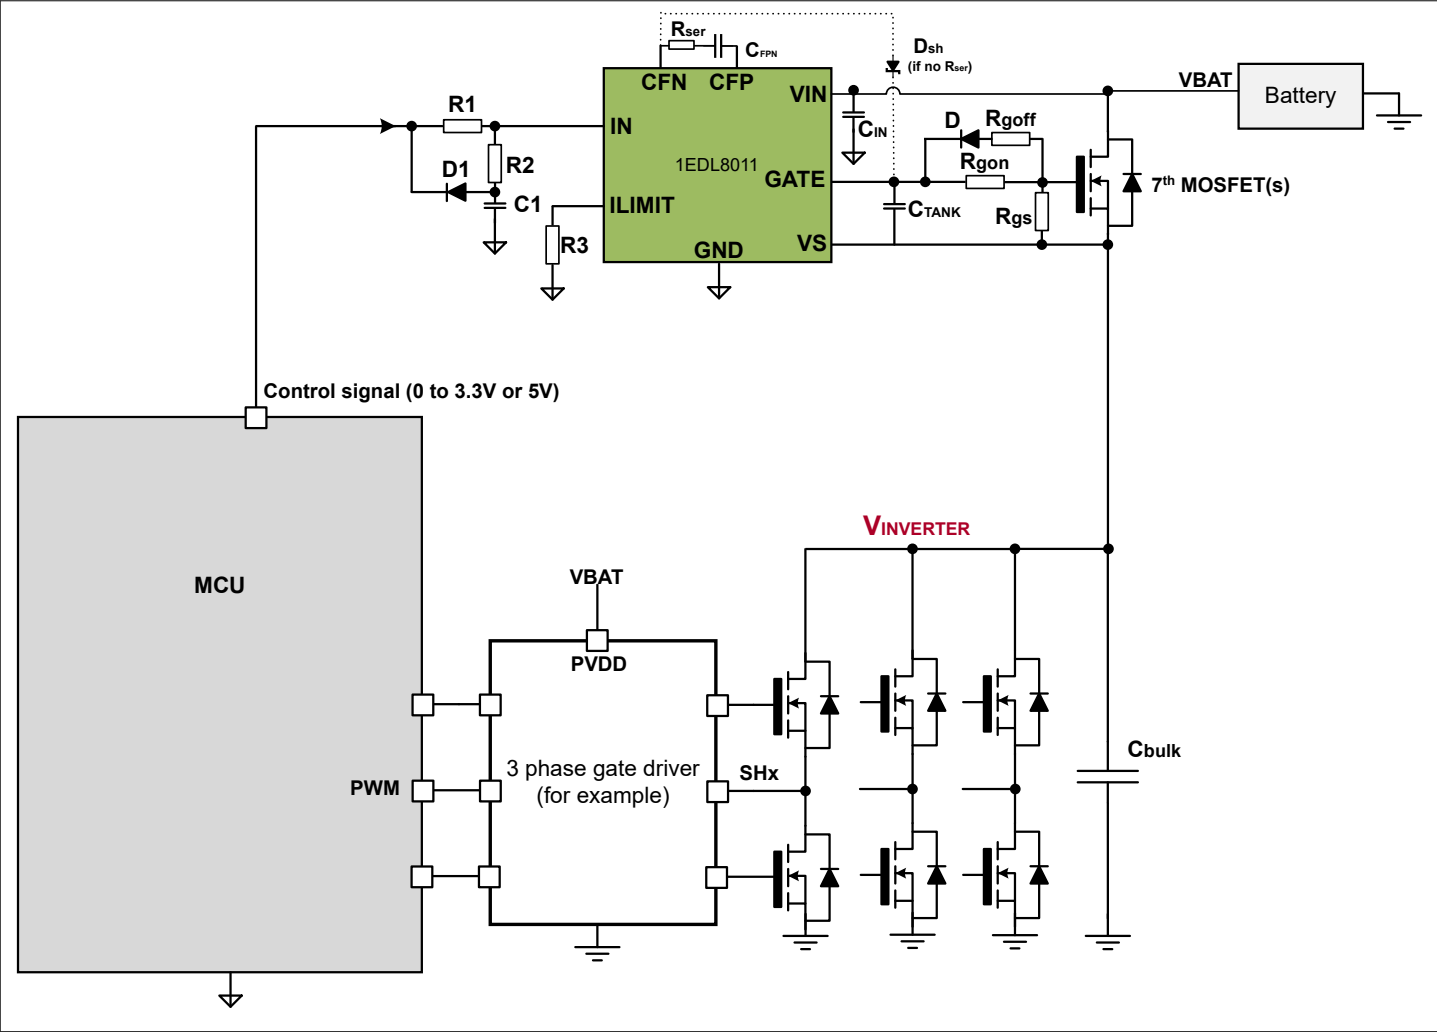 Rser
CFPN
Dsh
(if no Rser)
CFN
CFP
VIN
VBAT
Battery
R1
IN
CIN
D
Rgoff
R2
D1
1EDL8011
GATE
Rgon
7th MOSFET(s)
C1
ILIMIT
CTANK
Rgs
R3
GND
VS
Control signal (0 to 3.3V or 5V)
VINVERTER
MCU
VBAT
PVDD
3 phase gate driver
(for example)
SHx
PWM
Cbulk